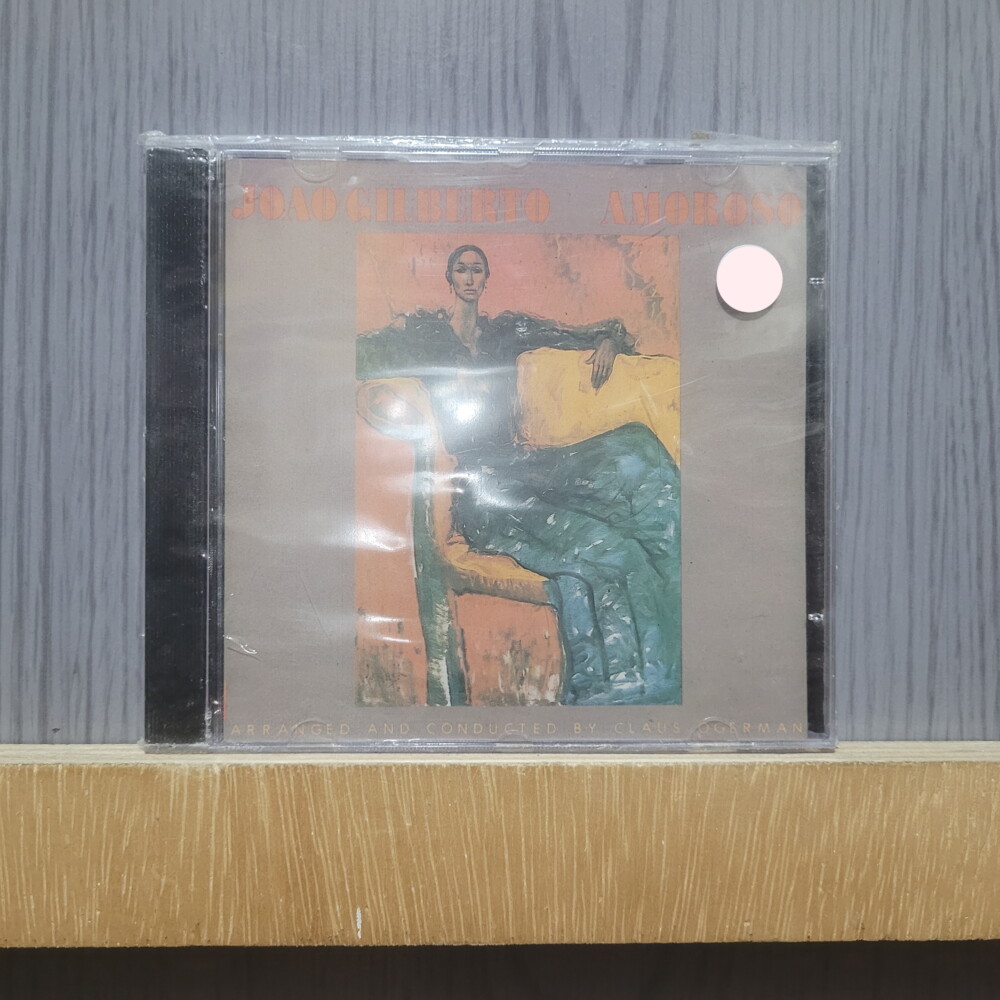 JOAO GILBERTO AMOROSO
ARRANGED AND CONDUCTED BY CLAUS OGERMAN